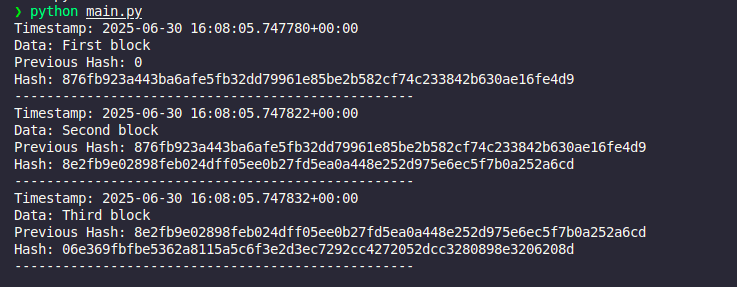 ❯ python main.py
Timestamp: 2025-06-30 16:08:05.747780+00:00
Data: First block
Previous Hash: 0
Hash: 876fb923a443ba6afe5fb32dd79961e85be2b582cf74c233842b630ae16fe4d9
--------------------------------------------------
Timestamp: 2025-06-30 16:08:05.747822+00:00
Data: Second block
Previous Hash: 876fb923a443ba6afe5fb32dd79961e85be2b582cf74c233842b630ae16fe4d9
Hash: 8e2fb9e02898feb024dff05ee0b27fd5ea0a448e252d975e6ec5f7b0a252a6cd
--------------------------------------------------
Timestamp: 2025-06-30 16:08:05.747832+00:00
Data: Third block
Previous Hash: 8e2fb9e02898feb024dff05ee0b27fd5ea0a448e252d975e6ec5f7b0a252a6cd
Hash: 06e369fbfbe5362a8115a5c6f3e2d3ec7292cc4272052dcc3280898e3206208d
--------------------------------------------------